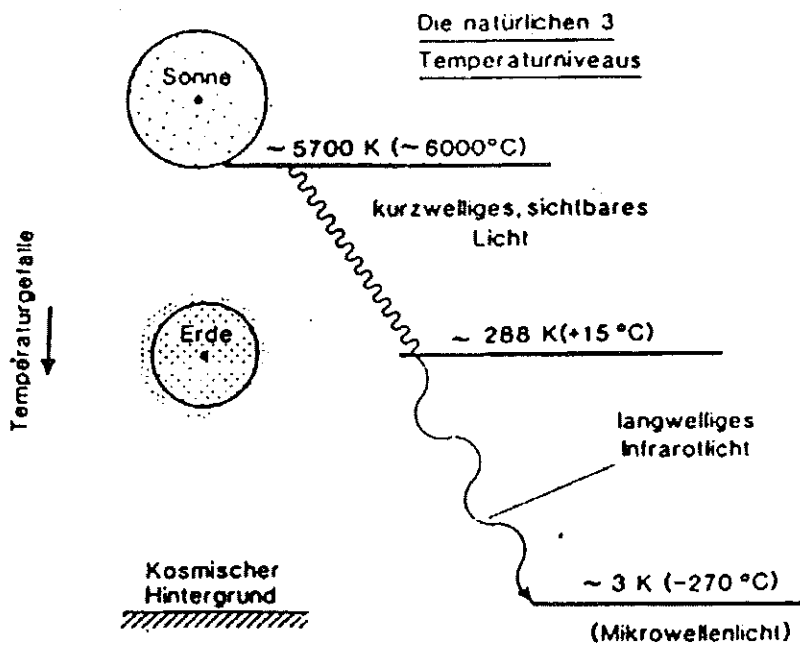 Die natürlichen 3
Temperaturniveaus
Sonne
~ 5700 K (~ 6000°C)
kurzwelliges, sichtbares
Licht
Temperaturgefälle
Erde
~ 288 K (+15 °C)
langwelliges
Infrarotlicht
Kosmischer
Hintergrund
~ 3 K (-270 °C)
(Mikrowellenlicht)